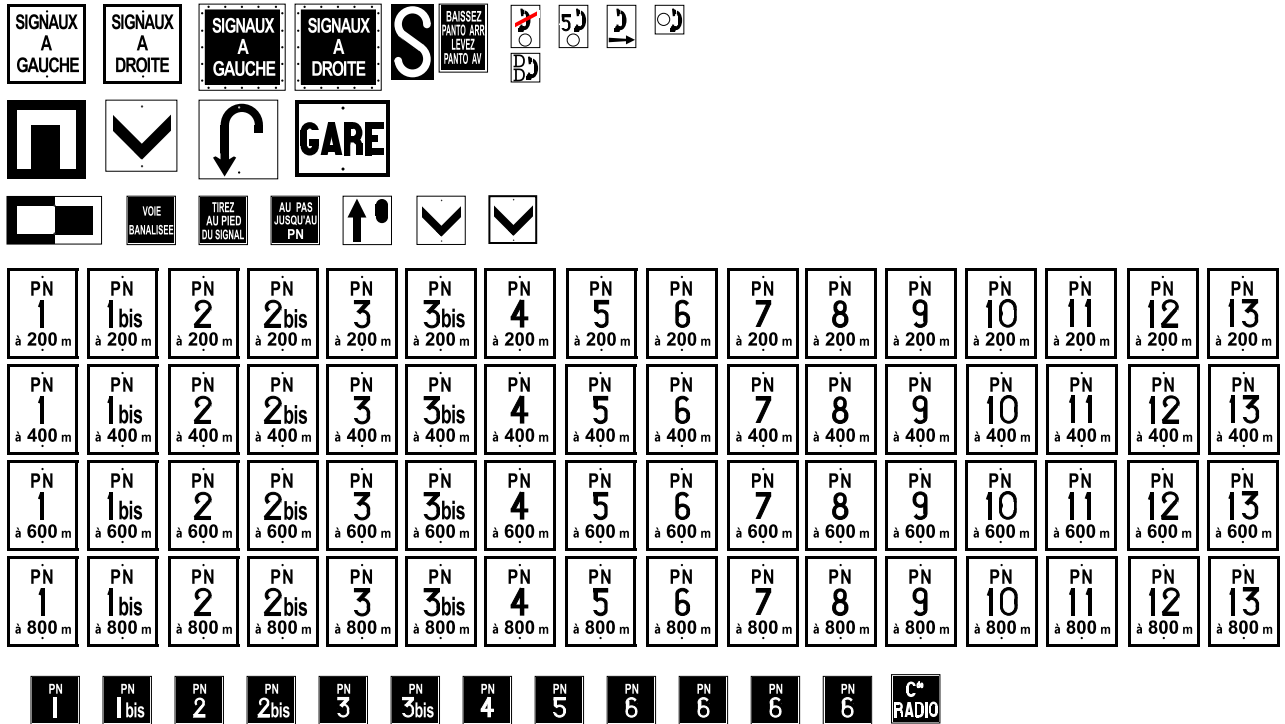 SIGNAUX
A
GAUCHE
SIGNAUX
A
DROITE
SIGNAUX
A
GAUCHE
SIGNAUX
A
DROITE
S
BAISSEZ
PANTO ARR
LEVEZ
PANTO AV
5
D
D
GARE
VOIE
BANALISEE
TIREZ
AU PIED
DU SIGNAL
AU PAS
JUSQU'AU
PN
PN PN PN PN PN PN PN PN PN PN PN PN PN PN PN PN
1 1bis 2 2bis 3 3bis 4 5 6 7 8 9 10 11 12 13
à 200 m à 200 m à 200 m à 200 m à 200 m à 200 m à 200 m à 200 m à 200 m à 200 m à 200 m à 200 m à 200 m à 200 m à 200 m à 200 m
PN PN PN PN PN PN PN PN PN PN PN PN PN PN PN PN
1 1bis 2 2bis 3 3bis 4 5 6 7 8 9 10 11 12 13
à 400 m à 400 m à 400 m à 400 m à 400 m à 400 m à 400 m à 400 m à 400 m à 400 m à 400 m à 400 m à 400 m à 400 m à 400 m à 400 m
PN PN PN PN PN PN PN PN PN PN PN PN PN PN PN PN
1 1bis 2 2bis 3 3bis 4 5 6 7 8 9 10 11 12 13
à 600 m à 600 m à 600 m à 600 m à 600 m à 600 m à 600 m à 600 m à 600 m à 600 m à 600 m à 600 m à 600 m à 600 m à 600 m à 600 m
PN PN PN PN PN PN PN PN PN PN PN PN PN PN PN PN
1 1bis 2 2bis 3 3bis 4 5 6 7 8 9 10 11 12 13
à 800 m à 800 m à 800 m à 800 m à 800 m à 800 m à 800 m à 800 m à 800 m à 800 m à 800 m à 800 m à 800 m à 800 m à 800 m à 800 m
PN PN PN PN PN PN PN PN PN PN PN PN
1 1bis 2 2bis 3 3bis 4 5 6 6 6 6
Cde
RADIO